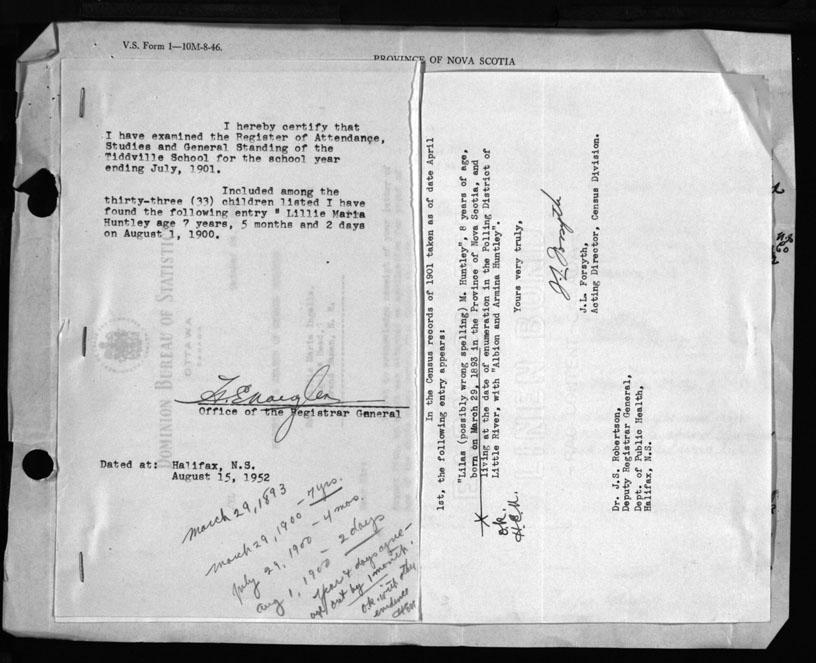 V.S. Form 1—10M-8-46.
PROVINCE OF NOVA SCOTIA
I hereby certify that
I have examined the Register of Attendance,
Studies and General Standing of the
Tiddville School for the school year
ending July, 1901.
Included among the
thirty-three (33) children listed I have
found the following entry " Lillie Maria
Huntley age 7 years, 5 months and 2 days
on August 1, 1900.
DOMINION BUREAU OF STATISTIC
OTTAWA
Office of the Registrar General
Dated at: Halifax, N.S.
August 15, 1952
March 29, 1893
March 29, 1900 - 7 yrs.
July 29, 1900 - 4 mos.
Aug 1, 1900 - 2 days
Year & days agree -
out by 1 month.
O.K. with other
evidence
In the Census records of 1901 taken as of date April
1st, the following entry appears:
"Lilas (possibly wrong spelling) M. Huntley", 8 years of age,
born on March 29, 1893 in the Province of Nova Scotia, and
living at the date of enumeration in the Polling District of
Little River, with "Albion and Armina Huntley".
X
O.K.
Yours very truly,
J.L. Forsyth
J.L. Forsyth,
Acting Director, Census Division.
Dr. J.S. Robertson,
Deputy Registrar General,
Dept. of Public Health,
Halifax, N.S.